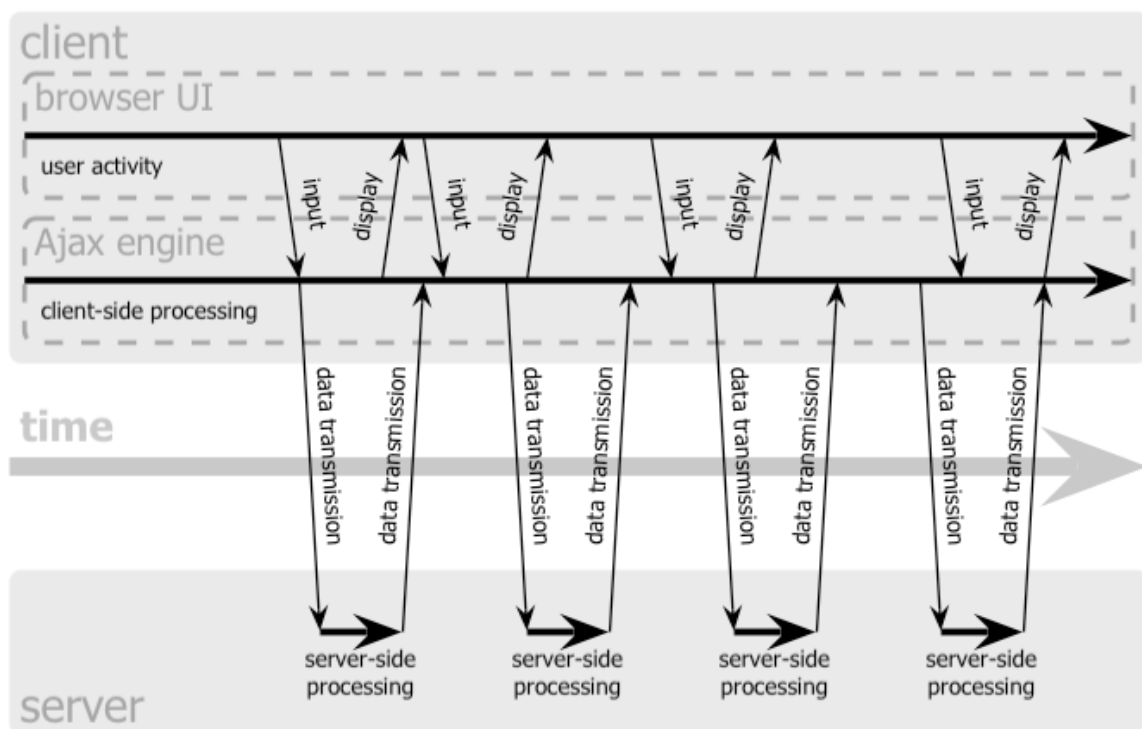 client
browser UI
user activity
input
display
input
display
input
display
input
display
Ajax engine
client-side processing
data transmission
data transmission
data transmission
data transmission
data transmission
data transmission
data transmission
data transmission
time
server-side
processing
server-side
processing
server-side
processing
server-side
processing
server